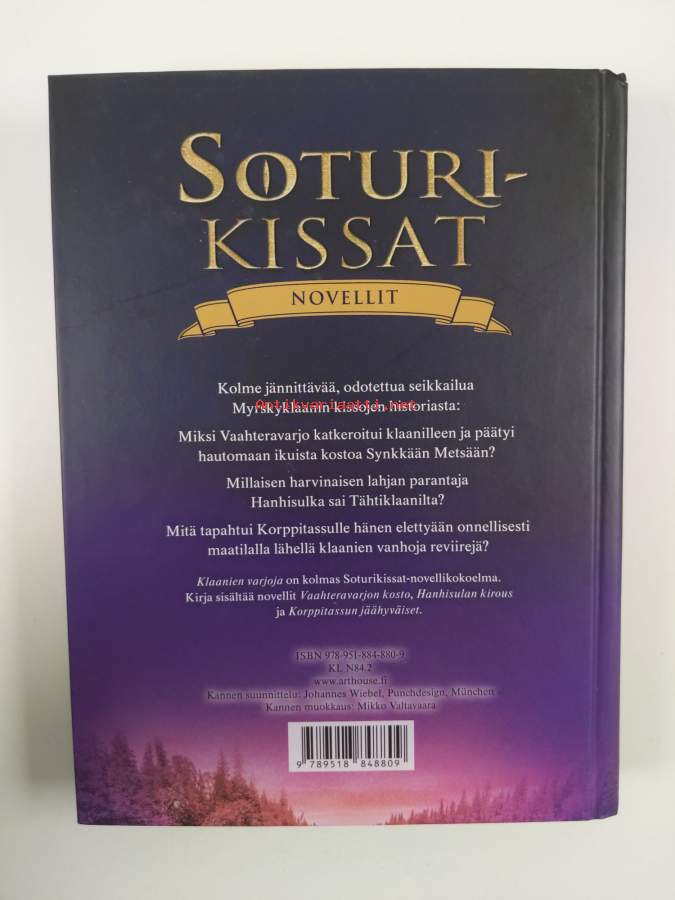 SOTURI-
KISSAT
NOVELLIT
Kolme jännittävää, odotettua seikkailua
Antikvariaatti.net
Myrskyklaanin kissojen historiasta:
Miksi Vaahteravarjo katkeroitui klaanilleen ja päätyi
hautomaan ikuista kostoa Synkkään Metsään?
Millaisen harvinaisen lahjan parantaja
Hanhisulka sai Tähtiklaanilta?
Mitä tapahtui Korppitassulle hänen elettyään onnellisesti
maatilalla lähellä klaanien vanhoja reviirejä?
Klaanien varjoja on kolmas Soturikissat-novellikokoelma.
Kirja sisältää novellit Vaahteravarjon kosto, Hanhisulan kirous
ja Korppitassun jäähyväiset.
ISBN 978-951-884-880-9
KL N84.2
www.arthouse.fi
Kannen suunnittelu: Johannes Wiebel, Punchdesign, München
Kannen muokkaus: Mikko Valtavaara
9 789518 848809